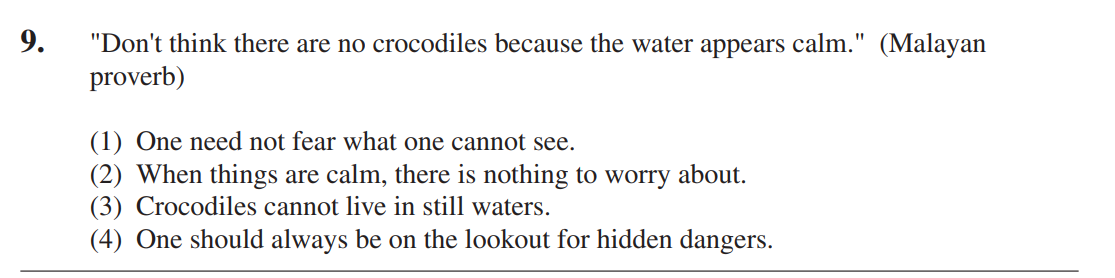 9. "Don't think there are no crocodiles because the water appears calm." (Malayan
proverb)
(1) One need not fear what one cannot see.
(2) When things are calm, there is nothing to worry about.
(3) Crocodiles cannot live in still waters.
(4) One should always be on the lookout for hidden dangers.